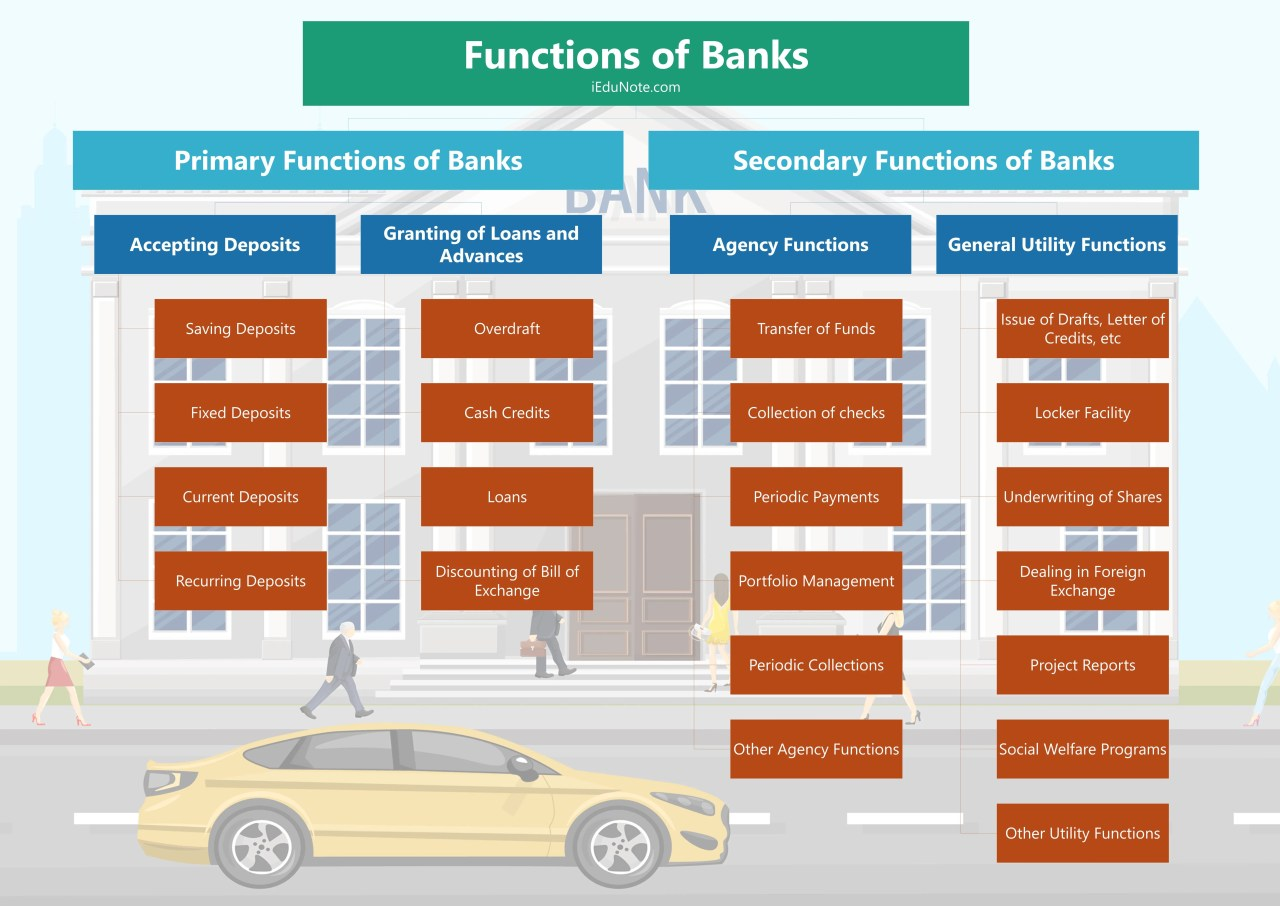 Functions of Banks
iEduNote.com
Primary Functions of Banks
Secondary Functions of Banks
BANK
Accepting Deposits
Granting of Loans and
Advances
Agency Functions
General Utility Functions
Saving Deposits
Fixed Deposits
Current Deposits
Recurring Deposits
Overdraft
Cash Credits
Loans
Discounting of Bill of
Exchange
Transfer of Funds
Collection of checks
Periodic Payments
Portfolio Management
Periodic Collections
Other Agency Functions
Issue of Drafts, Letter of
Credits, etc
Locker Facility
Underwriting of Shares
Dealing in Foreign
Exchange
Project Reports
Social Welfare Programs
Other Utility Functions